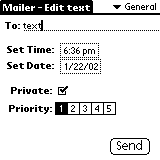 Mailer - Edit text ▼ General
To: text
Set Time: 6:36 pm
Set Date: 1/22/02
Private:
Priority: 1 2 3 4 5
Send